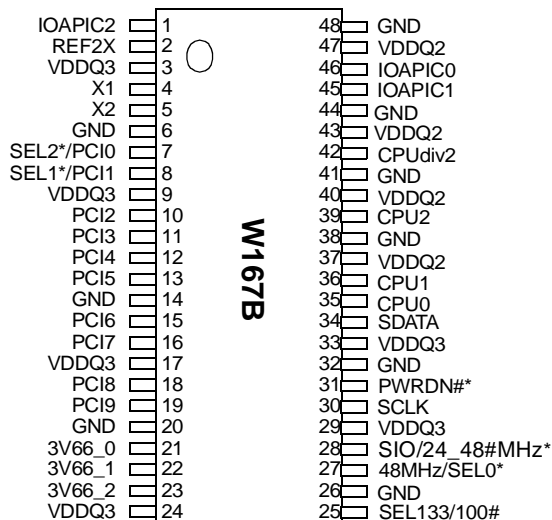 IOAPIC2 1 48 GND
REF2X 2 47 VDDQ2
VDDQ3 3 46 IOAPIC0
X1 4 45 IOAPIC1
X2 5 44 GND
GND 6 43 VDDQ2
SEL2*/PCI0 7 42 CPUdiv2
SEL1*/PCI1 8 41 GND
VDDQ3 9 40 VDDQ2
PCI2 10 39 CPU2
PCI3 11 38 GND
PCI4 12 37 VDDQ2
PCI5 13 36 CPU1
GND 14 35 CPU0
PCI6 15 34 SDATA
PCI7 16 33 VDDQ3
VDDQ3 17 32 GND
PCI8 18 31 PWRDN#*
PCI9 19 30 SCLK
GND 20 29 VDDQ3
3V66_0 21 28 SIO/24_48#MHz*
3V66_1 22 27 48MHz/SEL0*
3V66_2 23 26 GND
VDDQ3 24 25 SEL133/100#
W167B